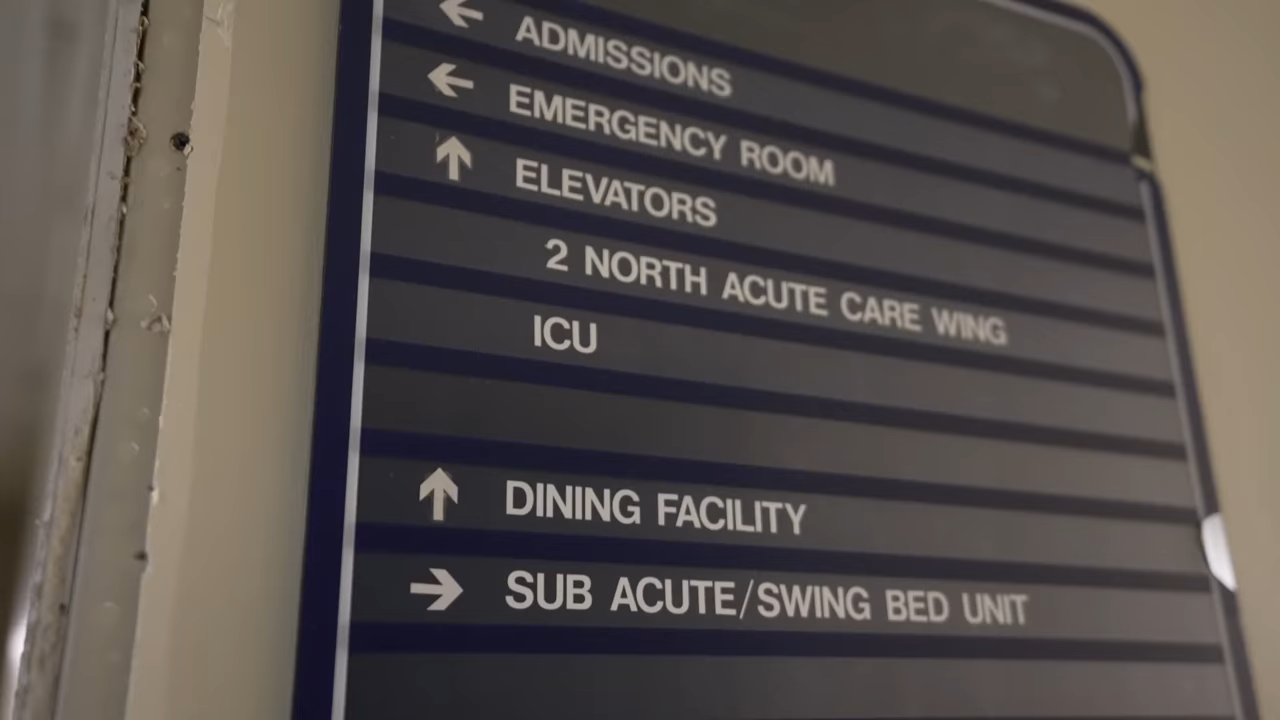 ← ADMISSIONS
← EMERGENCY ROOM
↑ ELEVATORS
2 NORTH ACUTE CARE WING
ICU
↑ DINING FACILITY
→ SUB ACUTE/SWING BED UNIT